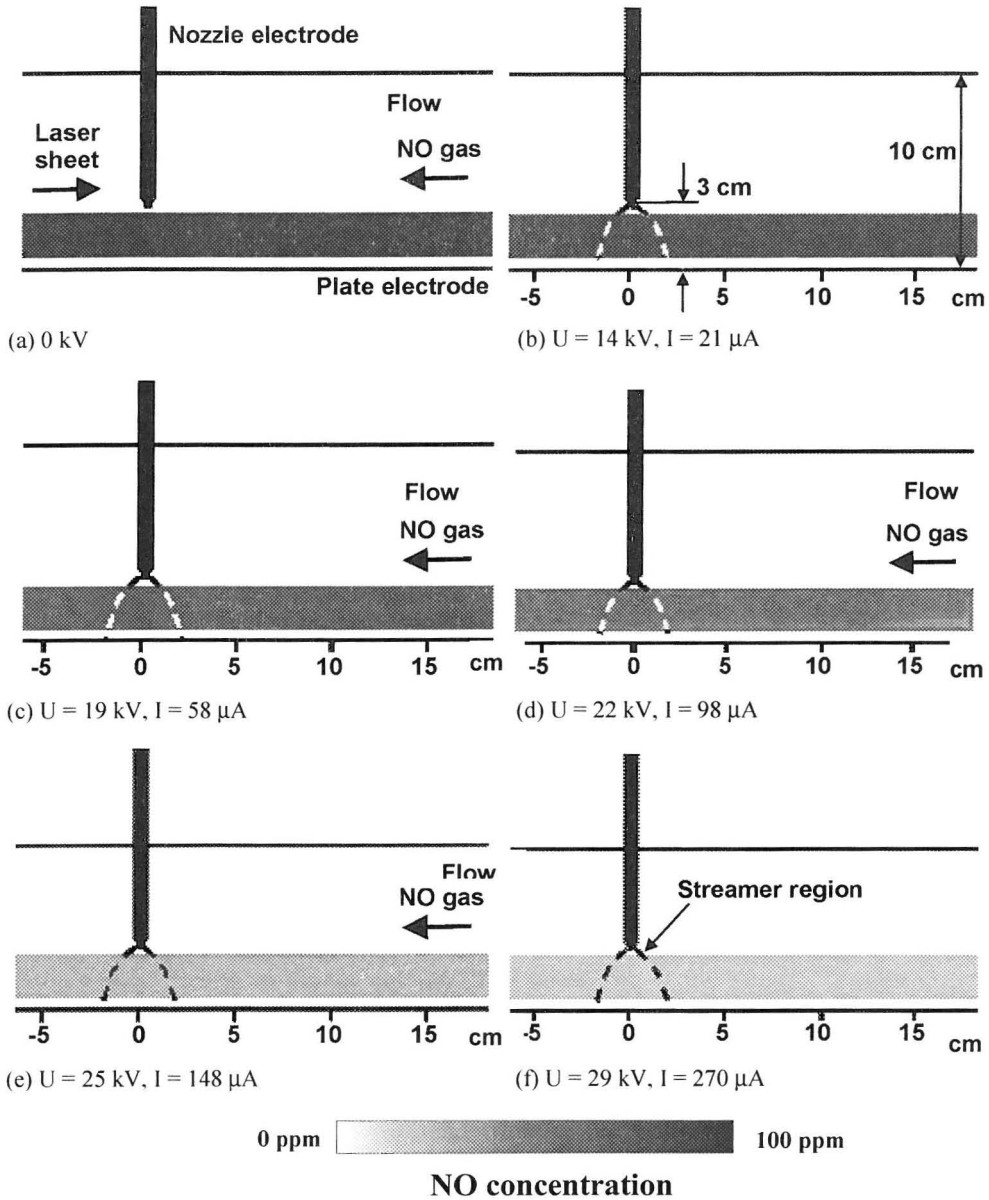 Nozzie electrode
Flow
Laser
sheet
NO gas
Plate electrode
(a) 0 kV
10 cm
3 cm
-5 0 5 10 15 cm
(b) U = 14 kV, I = 21 μA
Flow
NO gas
-5 0 5 10 15 cm
(c) U = 19 kV, I = 58 μA
Flow
NO gas
-5 0 5 10 15 cm
(d) U = 22 kV, I = 98 μA
Flow
NO gas
-5 0 5 10 15 cm
(e) U = 25 kV, I = 148 μA
Streamer region
-5 0 5 10 15 cm
(f) U = 29 kV, I = 270 μA
0 ppm 100 ppm
NO concentration